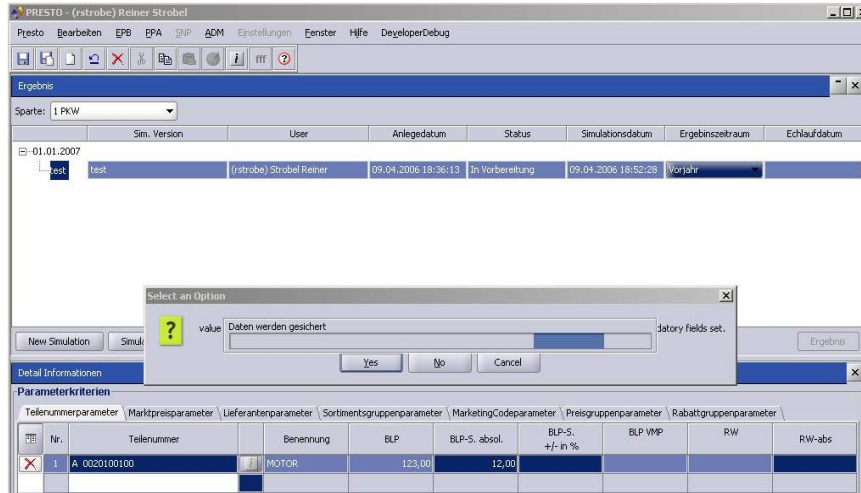 PRESTO - (rstrobe) Reiner Strobel
Presto Bearbeiten EPB PPA SNP ADM Einstellungen Fenster Hilfe DeveloperDebug
i fff ?
Ergebnis
Sparte: 1 PKW
Sim. Version User Anlegedatum Status Simulationsdatum Ergebinszeitraum Echlaufdatum
01.01.2007
test test (rstrobe) Strobel Reiner 09.04.2006 18:36:13 In Vorbereitung 09.04.2006 18:52:28 Vorjahr
Select an Option
? value Daten werden gesichert datory fields set.
New Simulation Simula Ergebnis
Yes No Cancel
Detail Informationen
Parameterkriterien
Teilenummerparameter Marktpreisparameter Lieferantenparameter Sortimentsgruppenparameter MarketingCodeparameter Preisgruppenparameter Rabattgruppenparameter
Nr. Teilenummer Benennung BLP BLP-S. absol. BLP-S. +/- in % BLP VMP RW RW-abs
1 A 0020100100 i MOTOR 123,00 12,00